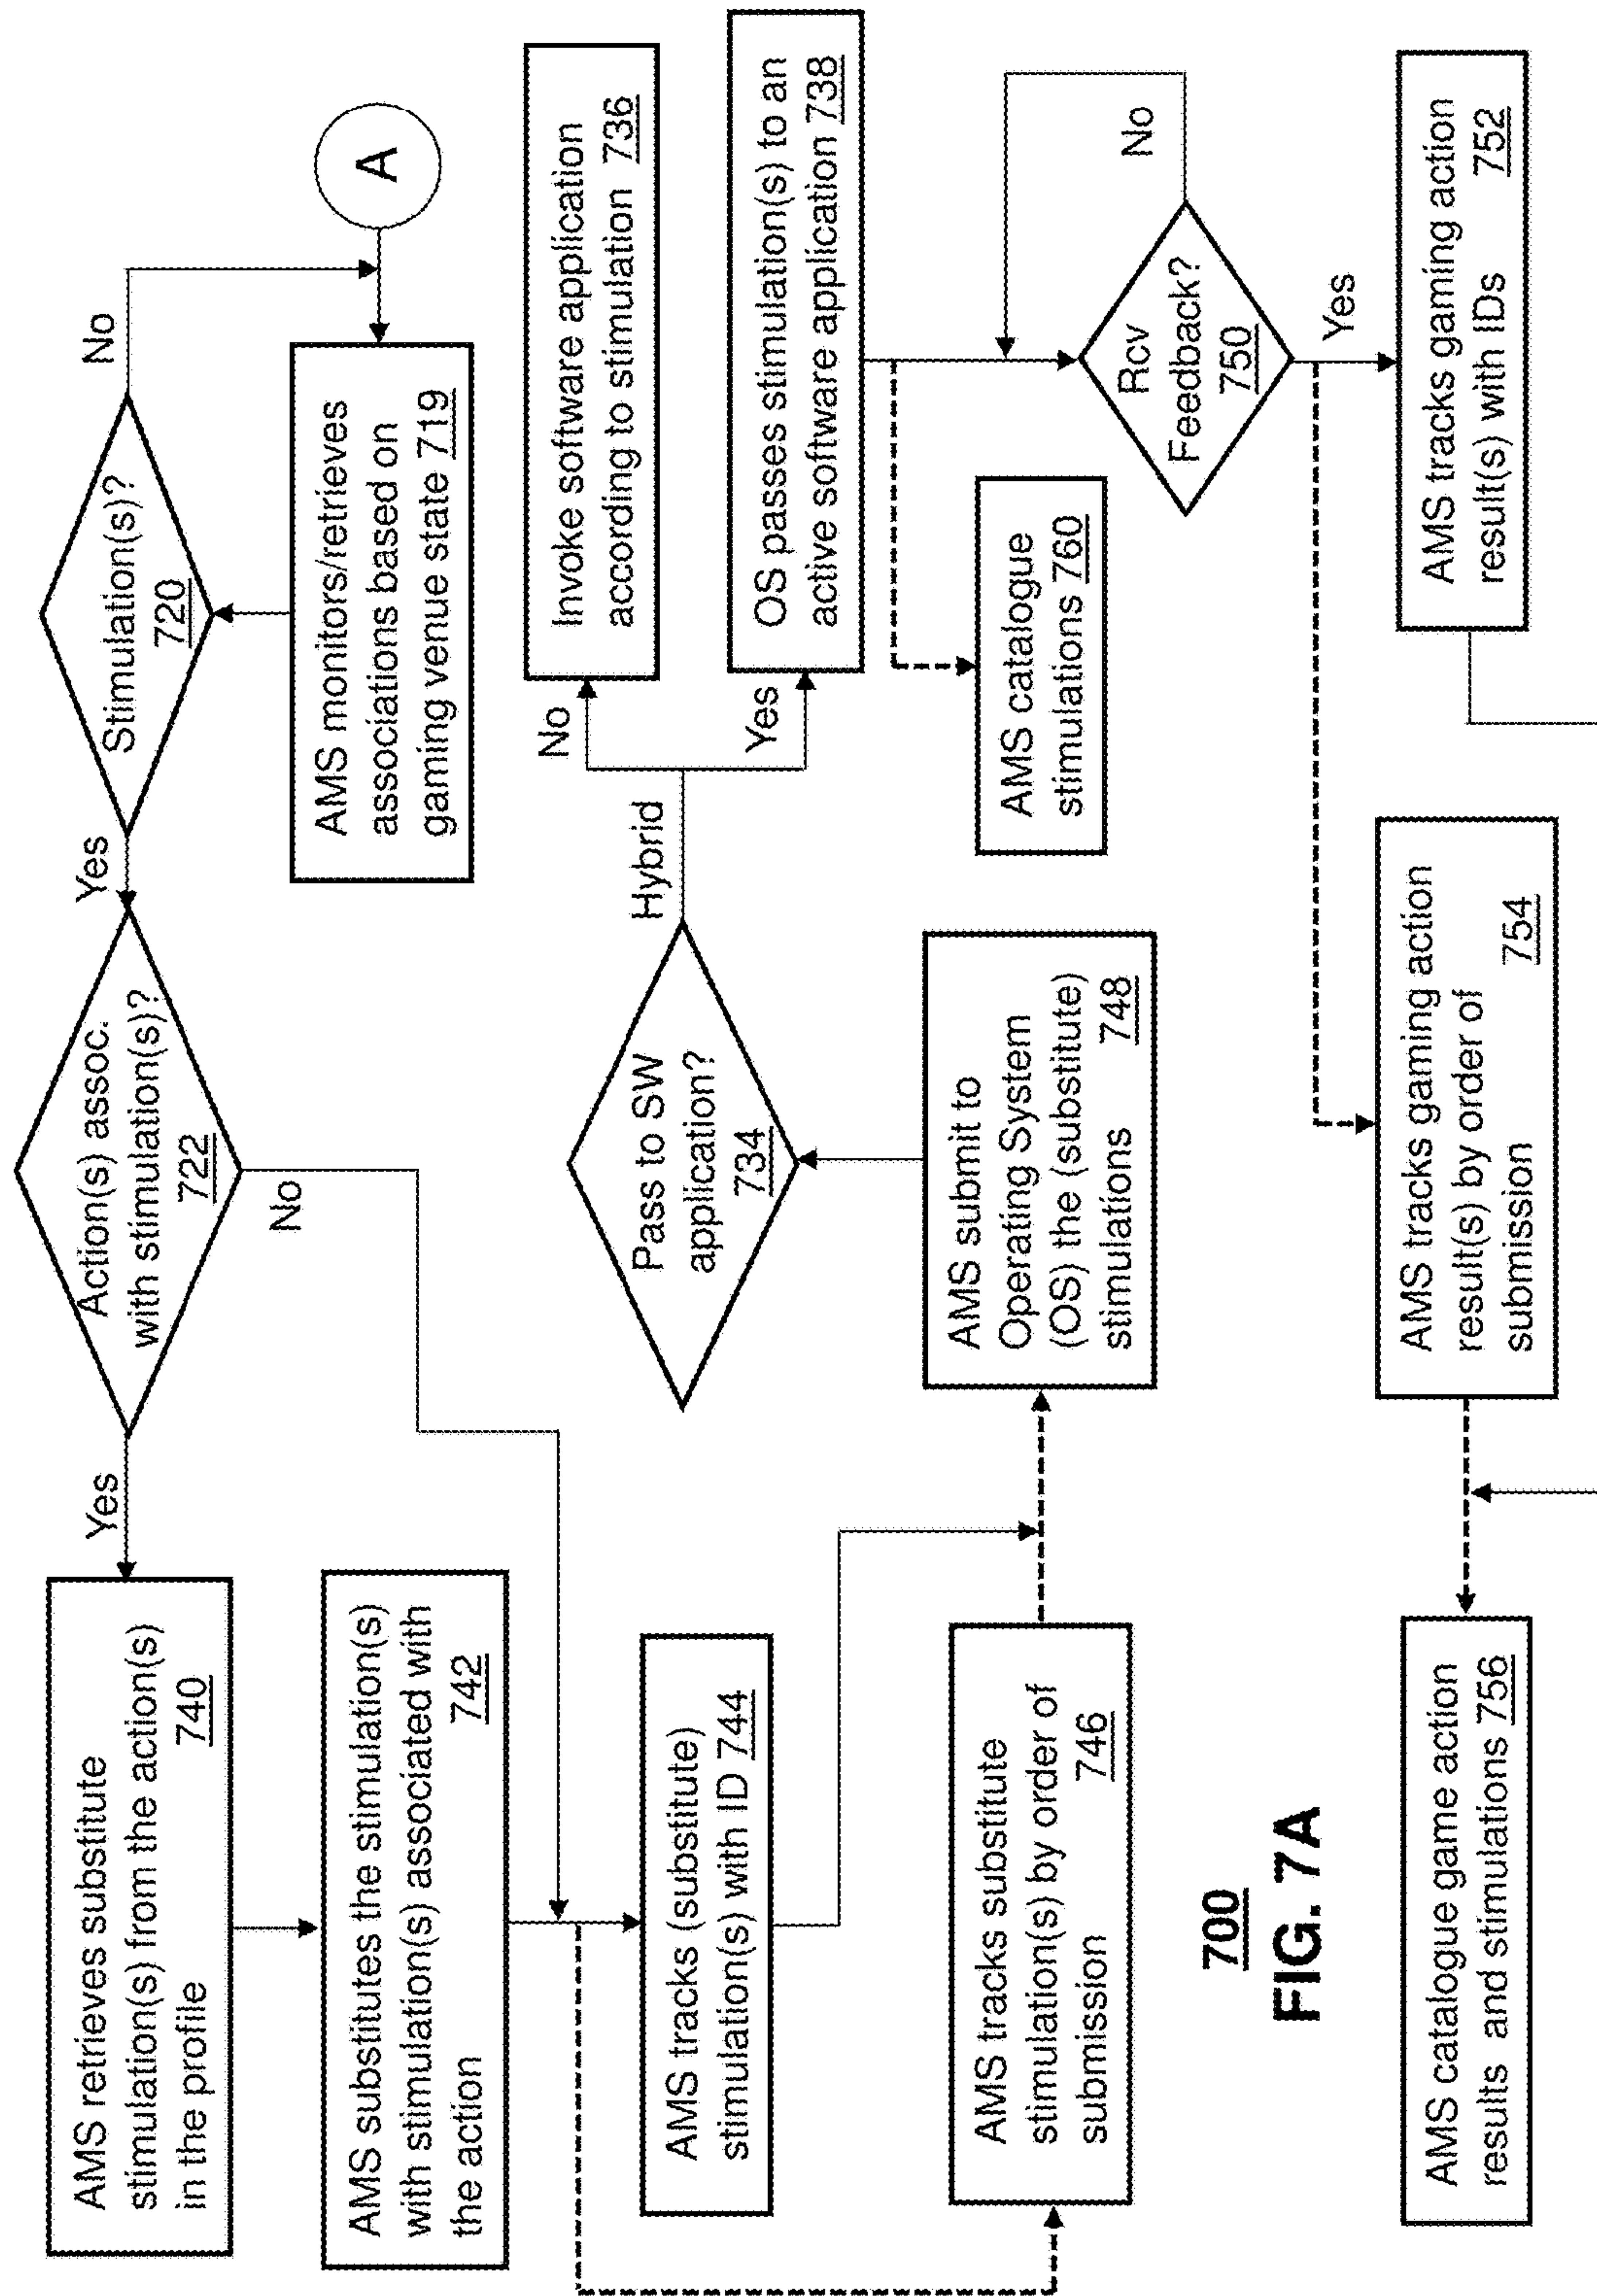 AMS retrieves substitute
stimulation(s) from the action(s)
in the profile 740
Yes
Action(s) assoc.
with stimulation(s)?
722
No
Yes
Stimulation(s)?
720
No
AMS monitors/retrieves
associations based on
gaming venue state 719
A
AMS substitutes the stimulation(s)
with stimulation(s) associated with
the action 742
AMS tracks (substitute)
stimulation(s) with ID 744
AMS tracks substitute
stimulation(s) by order of
submission 746
AMS submit to
Operating System
(OS) the (substitute)
stimulations 748
Pass to SW
application?
734
Hybrid
No
Invoke software application
according to stimulation 736
Yes
OS passes stimulation(s) to an
active software application 738
AMS catalogue
stimulations 760
Rcv
Feedback?
750
No
Yes
AMS tracks gaming action
result(s) with IDs 752
AMS tracks gaming action
result(s) by order of
submission 754
AMS catalogue game action
results and stimulations 756
700
FIG. 7A